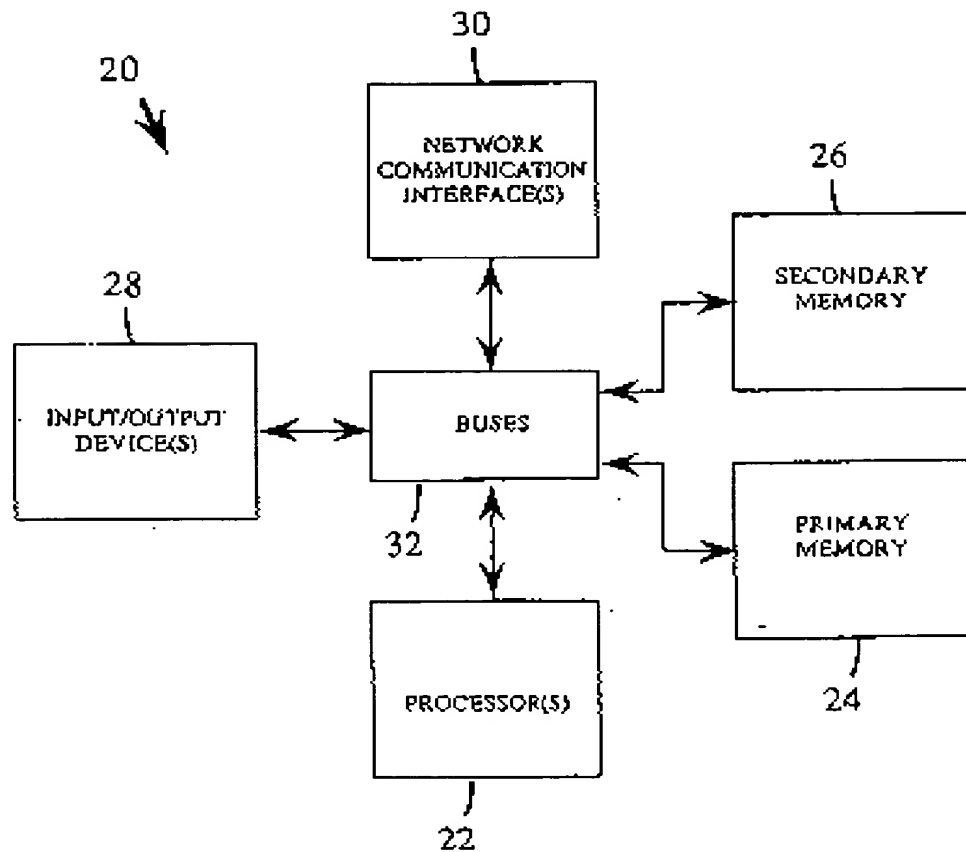 30
20
NETWORK
COMMUNICATION
INTERFACE(S)
26
SECONDARY
MEMORY
28
INPUT/OUTPUT
DEVICE(S)
BUSES
32
PRIMARY
MEMORY
24
PROCESSOR(S)
22